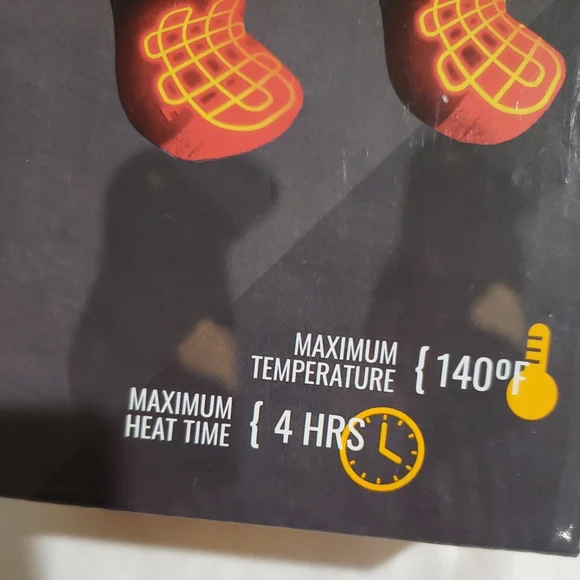 MAXIMUM
TEMPERATURE { 140ºF
MAXIMUM
HEAT TIME { 4 HRS